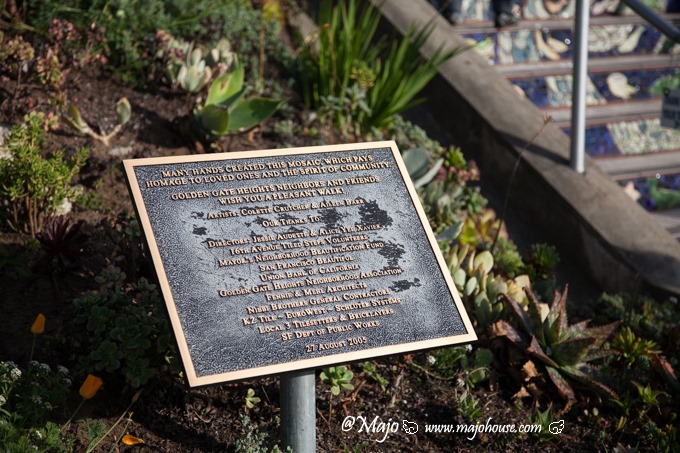 MANY HANDS CREATED THIS MOSAIC, WHICH PAYS
HOMAGE TO LOVED ONES AND THE SPIRIT OF COMMUNITY.
GOLDEN GATE HEIGHTS NEIGHBORS AND FRIENDS
WISH YOU A PLEASANT WALK!
ARTISTS: COLETTE CRUTCHER & AILEEN BARR
OUR THANKS TO:
DIRECTORS JESSIE AUDETTE & ALICE YEE XAVIER
16TH AVENUE TILED STEPS VOLUNTEERS
MAYOR'S NEIGHBORHOOD BEAUTIFICATION FUND
SAN FRANCISCO BEAUTIFUL
UNION BANK OF CALIFORNIA
GOLDEN GATE HEIGHTS NEIGHBORHOOD ASSOCIATION
FENNIE & MEHL ARCHITECTS
NIBBI BROTHERS GENERAL CONTRACTORS
K2 TILE – EUROWEST – SCHLUTER SYSTEMS
LOCAL 3 TILESETTERS & BRICKLAYERS
SF DEPT OF PUBLIC WORKS
27 AUGUST 2005
@Majo www.majohouse.com